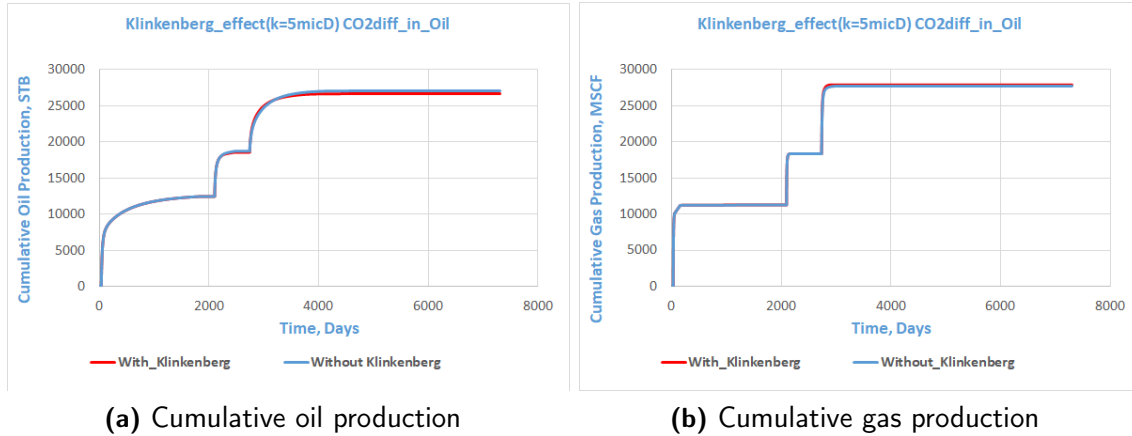 Klinkenberg_effect(k=5micD) CO2diff_in_Oil
Cumulative Oil Production, STB
30000
25000
20000
15000
10000
5000
0
0 2000 4000 6000 8000
Time, Days
With_Klinkenberg Without Klinkenberg
(a) Cumulative oil production
Klinkenberg_effect(k=5micD) CO2diff_in_Oil
Cumulative Gas Production, MSCF
30000
25000
20000
15000
10000
5000
0
0 2000 4000 6000 8000
Time, Days
With_Klinkenberg Without_Klinkenberg
(b) Cumulative gas production